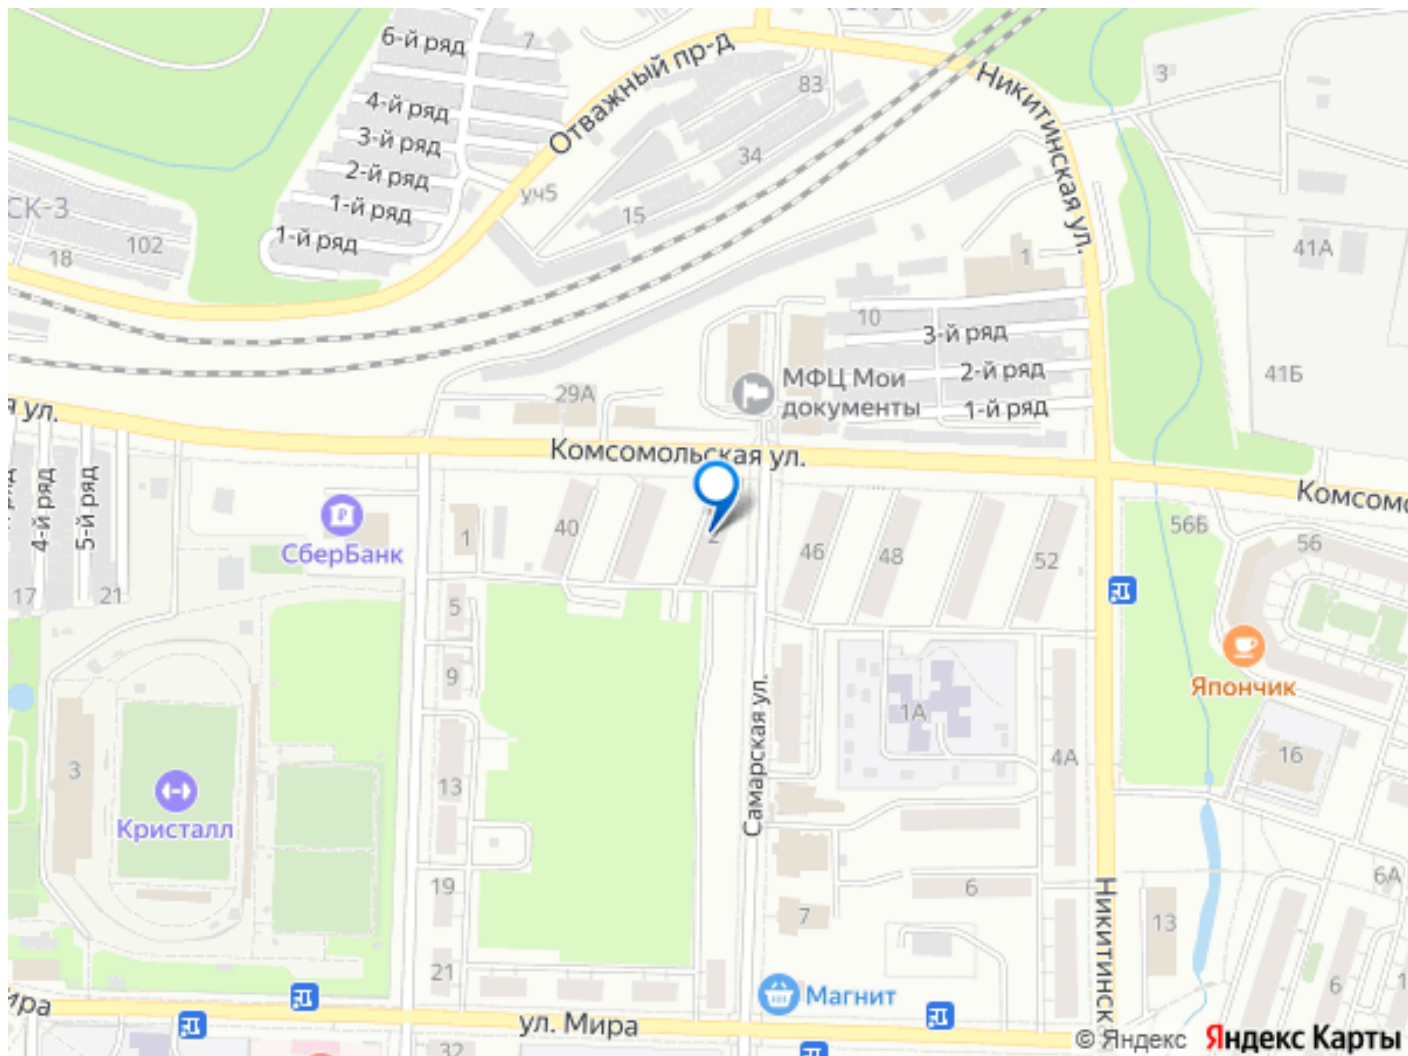 6-й ряд
7
4-й ряд
3-й ряд
2-й ряд
1-й ряд
1-й ряд
Отважный пр-д
83
34
уч5
15
Никитинская ул.
3
СК-3
102
18
41А
41Б
1
10
3-й ряд
2-й ряд
1-й ряд
МФЦ Мои
документы
29А
я ул.
Комсомольская ул.
Комсомо
4-й ряд
5-й ряд
17
21
СберБанк
1
40
2
46
48
52
56Б
56
5
9
13
19
21
3
Кристалл
Самарская ул.
1А
4А
Япончик
16
6
7
13
6А
6
Никитинск
Магнит
ира
ул. Мира
32
© Яндекс Яндекс Карты